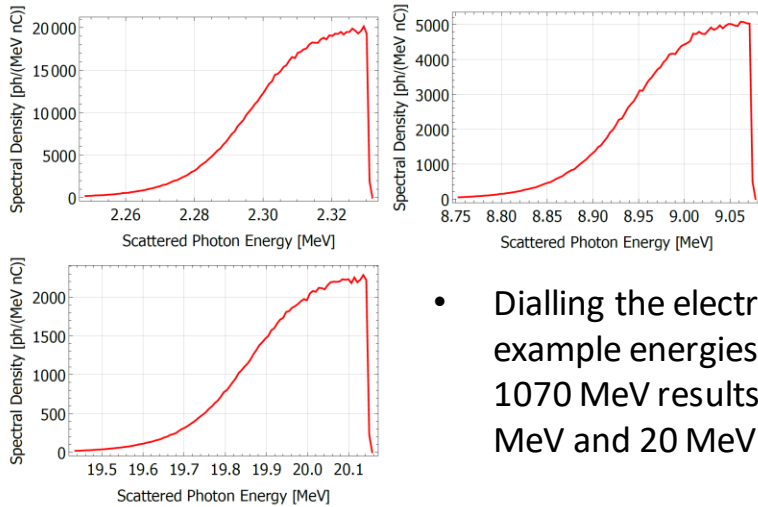 Spectral Density [ph/(MeV nC)]
20 000
15 000
10 000
5000
0
2.26 2.28 2.30 2.32
Scattered Photon Energy [MeV]
Spectral Density [ph/(MeV nC)]
5000
4000
3000
2000
1000
0
8.75 8.80 8.85 8.90 8.95 9.00 9.05
Scattered Photon Energy [MeV]
Spectral Density [ph/(MeV nC)]
2000
1500
1000
500
0
19.5 19.6 19.7 19.8 19.9 20.0 20.1
Scattered Photon Energy [MeV]
• Dialling the electr
example energies
1070 MeV results
MeV and 20 MeV